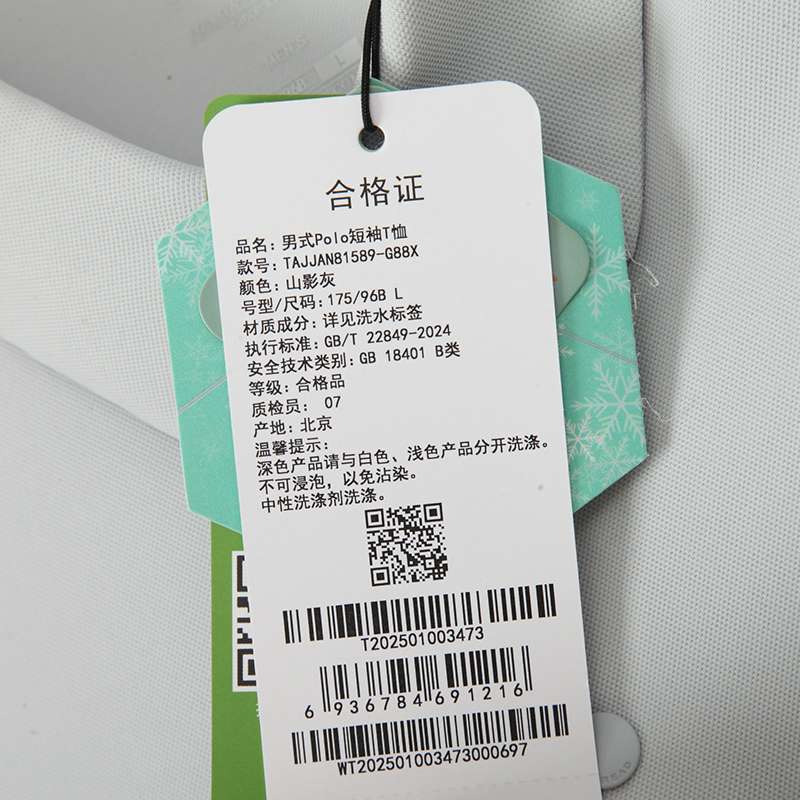 MEN'S
L
合格证
品名: 男式Polo短袖T恤
款号: TAJJAN81589-G88X
颜色: 山影灰
号型/尺码: 175/96B L
材质成分: 详见洗水标签
执行标准: GB/T 22849-2024
安全技术类别: GB 18401 B类
等级: 合格品
质检员: 07
产地: 北京
温馨提示:
深色产品请与白色、浅色产品分开洗涤。
不可浸泡，以免沾染。
中性洗涤剂洗涤。
T202501003473
6 936784 691216
WT202501003473000697
READ